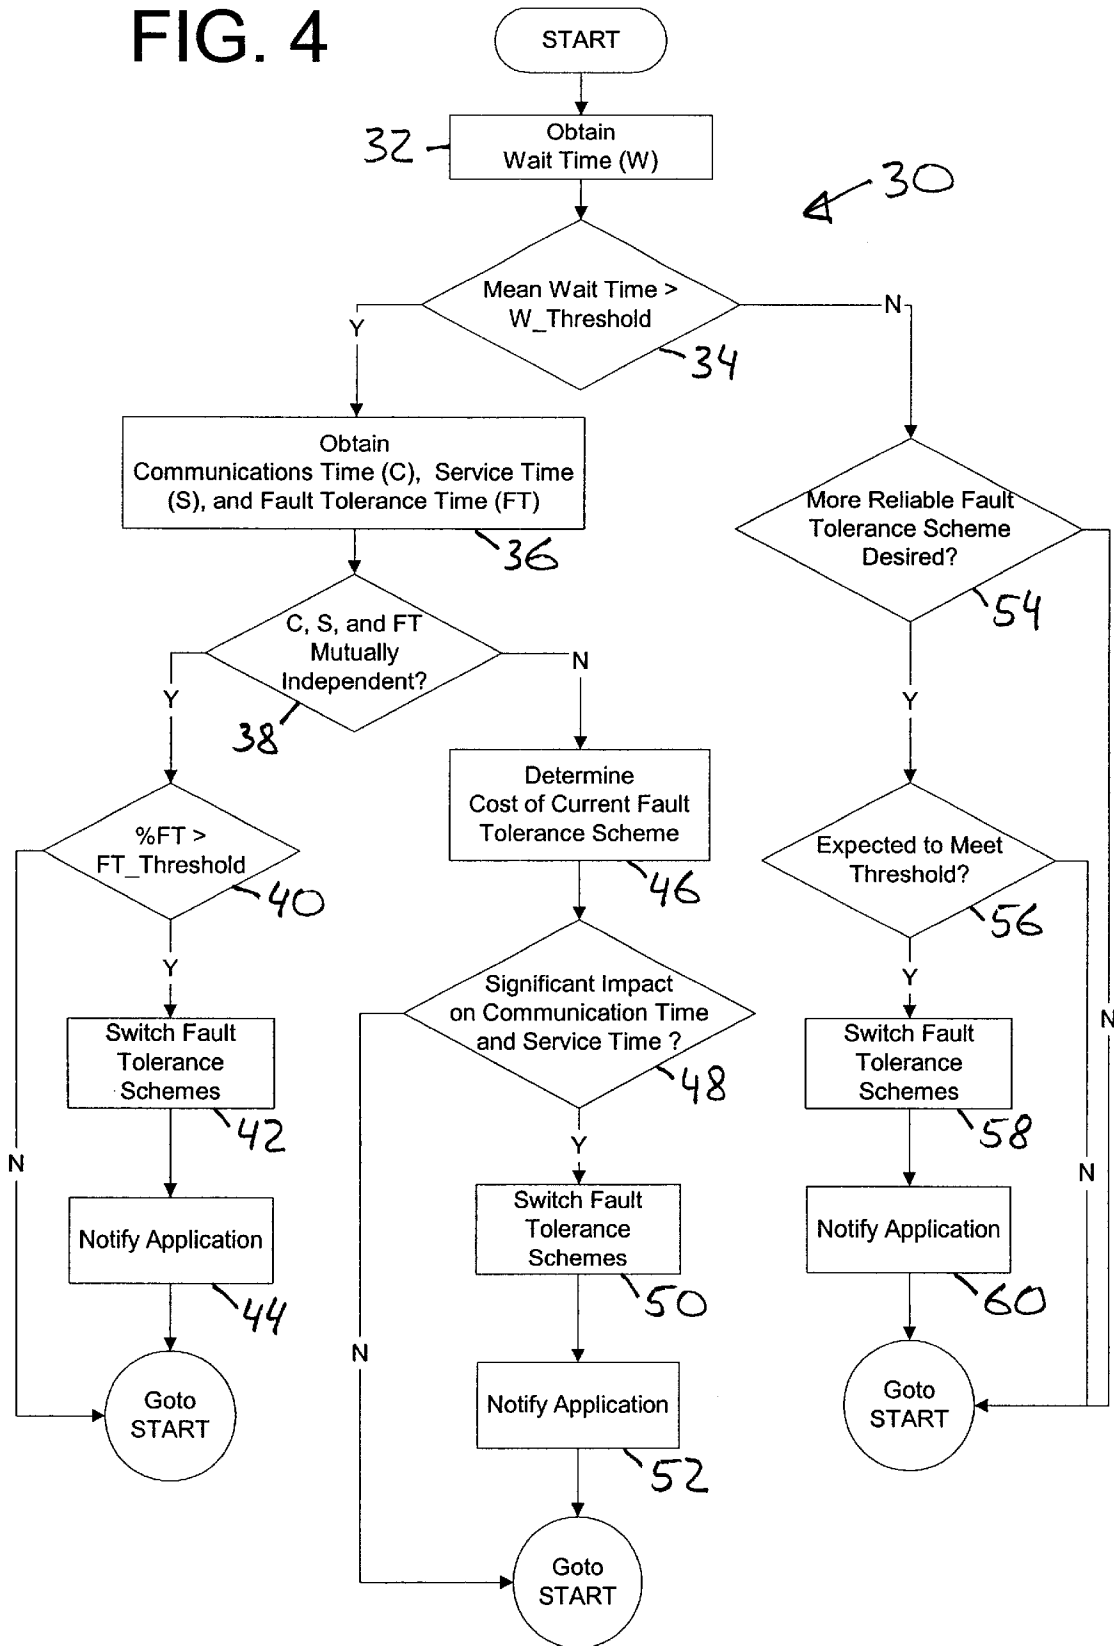 FIG. 4
START
Obtain
Wait Time (W)
32
30
Mean Wait Time >
W_Threshold
34
Y
N
Obtain
Communications Time (C), Service Time
(S), and Fault Tolerance Time (FT)
36
More Reliable Fault
Tolerance Scheme
Desired?
54
C, S, and FT
Mutually
Independent?
38
Y
N
Y
Determine
Cost of Current Fault
Tolerance Scheme
46
%FT >
FT_Threshold
40
Expected to Meet
Threshold?
56
Y
Y
Significant Impact
on Communication Time
and Service Time ?
48
N
Switch Fault
Tolerance
Schemes
42
Switch Fault
Tolerance
Schemes
58
Y
N
N
Switch Fault
Tolerance
Schemes
50
Notify Application
44
Notify Application
60
N
Goto
START
Notify Application
52
Goto
START
Goto
START